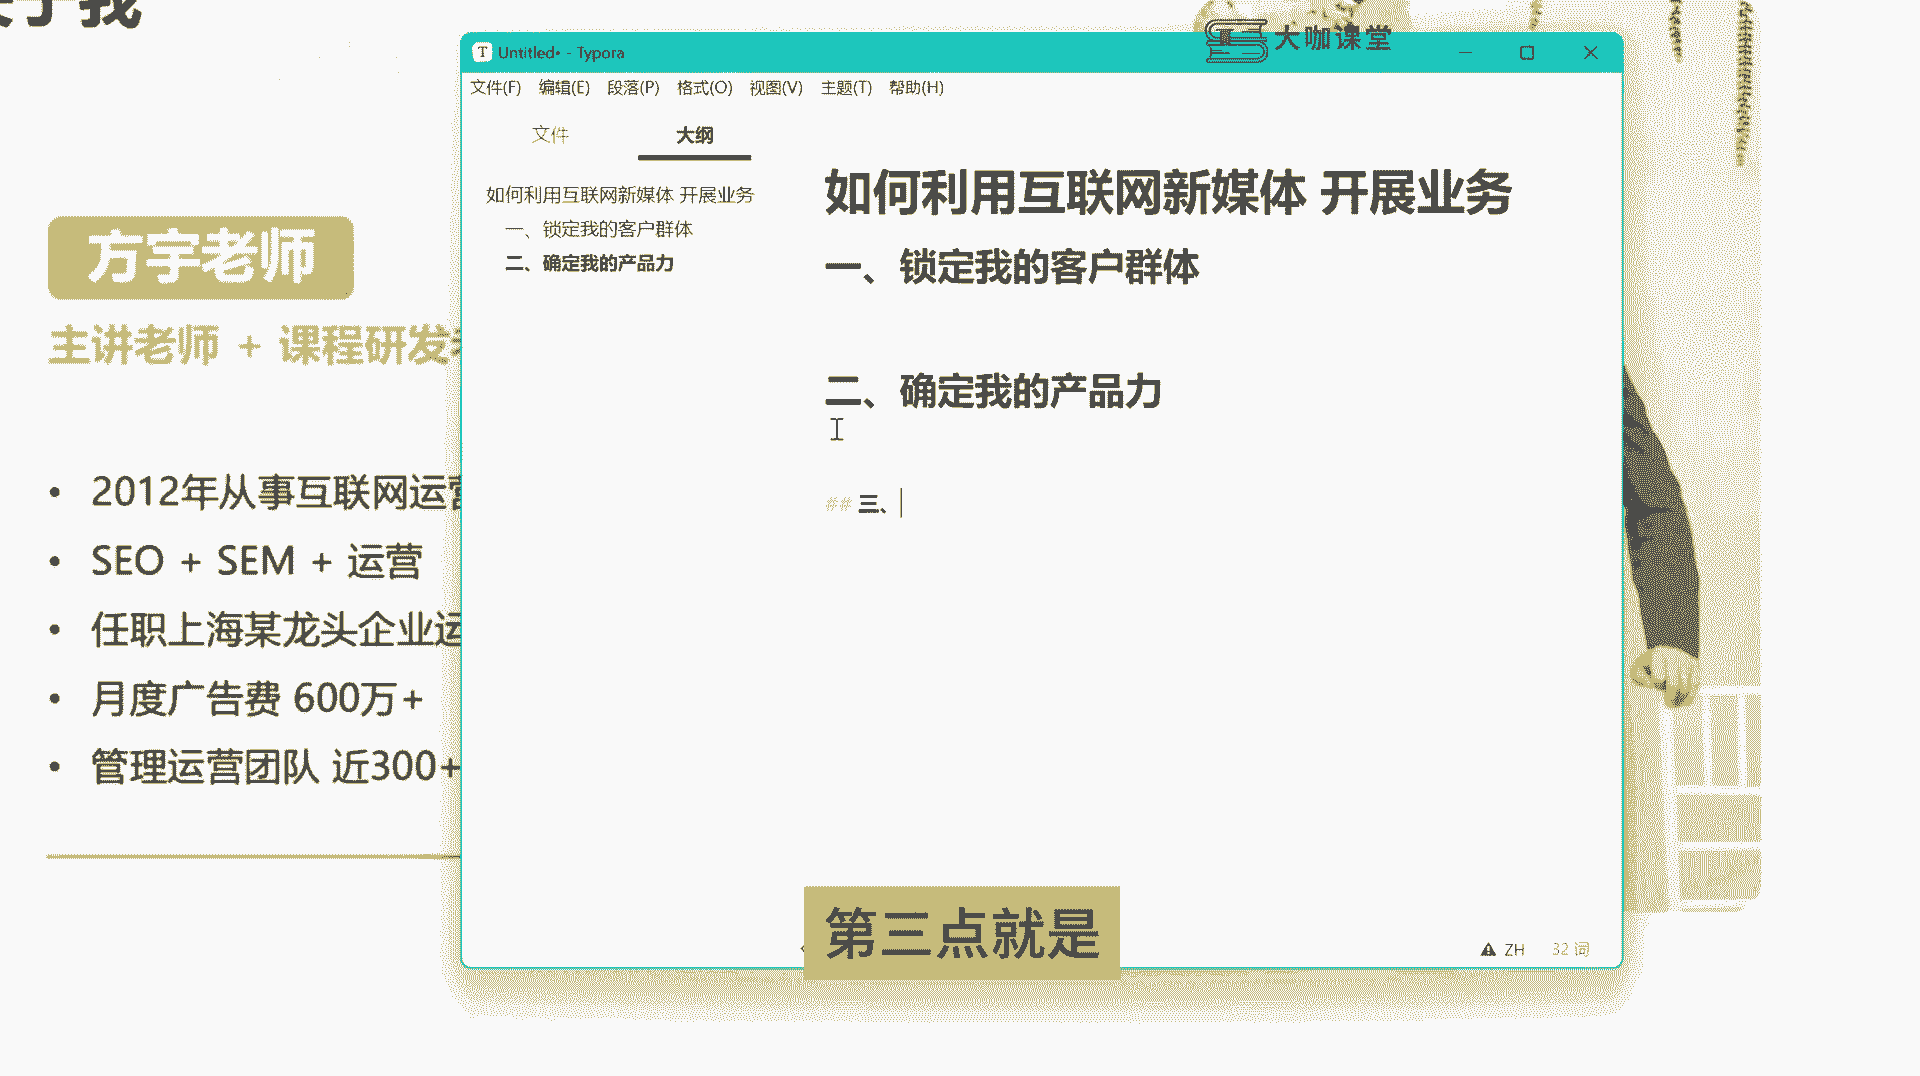 关于我
方宇老师
主讲老师 + 课程研发
2012年从事互联网运营
SEO + SEM + 运营
任职上海某龙头企业运
月度广告费 600万+
管理运营团队 近300+
大咖课堂
T Untitled• - Typora
文件(F) 编辑(E) 段落(P) 格式(O) 视图(V) 主题(T) 帮助(H)
文件 大纲
如何利用互联网新媒体 开展业务
一、锁定我的客户群体
二、确定我的产品力
如何利用互联网新媒体 开展业务
一、锁定我的客户群体
二、确定我的产品力
## 三、
第三点就是
ZH 32 词